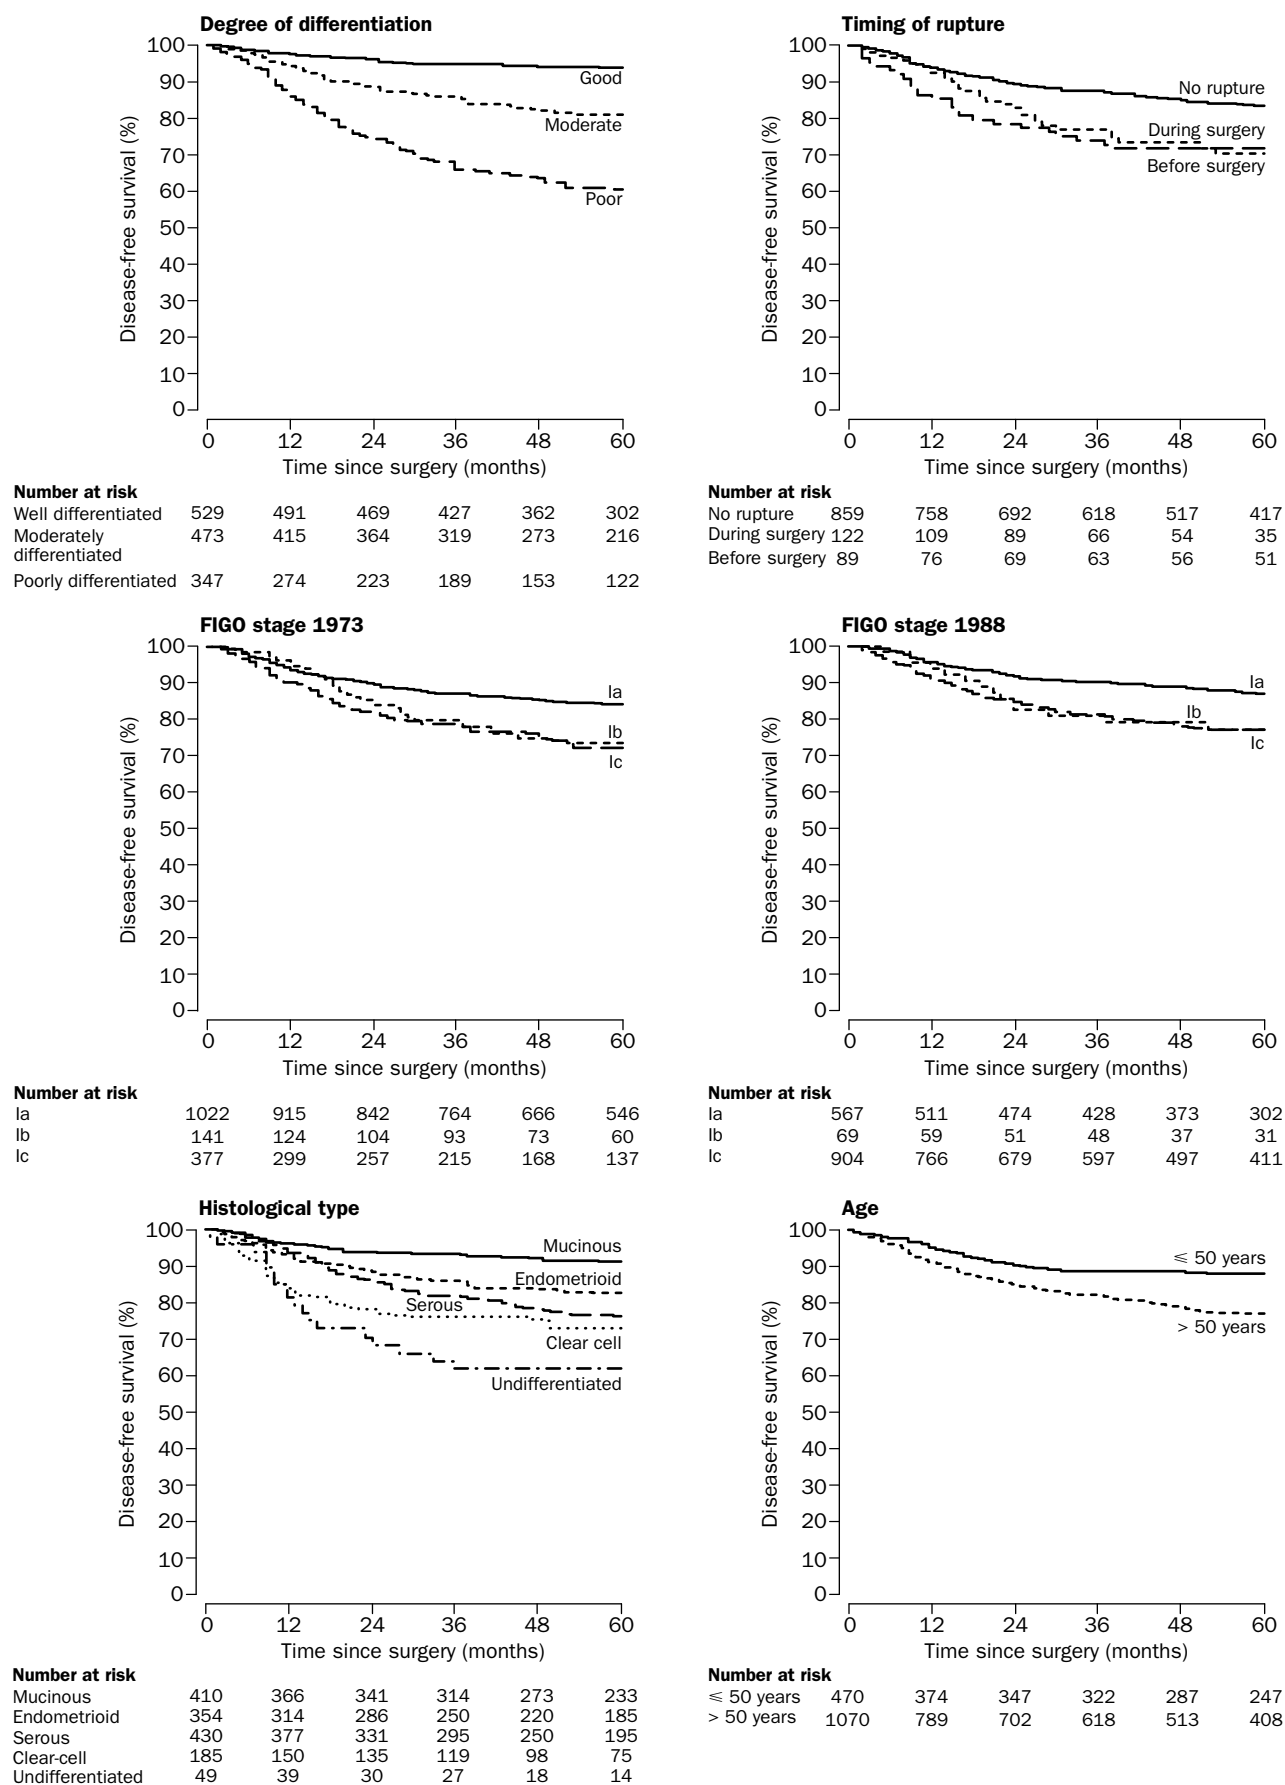 Degree of differentiation
100
90
80
70
60
50
40
30
20
10
0
Disease-free survival (%)
Good
Moderate
Poor
0 12 24 36 48 60
Time since surgery (months)
Number at risk
Well differentiated 529 491 469 427 362 302
Moderately 473 415 364 319 273 216
differentiated
Poorly differentiated 347 274 223 189 153 122
Timing of rupture
100
90
80
70
60
50
40
30
20
10
0
Disease-free survival (%)
No rupture
During surgery
Before surgery
0 12 24 36 48 60
Time since surgery (months)
Number at risk
No rupture 859 758 692 618 517 417
During surgery 122 109 89 66 54 35
Before surgery 89 76 69 63 56 51
FIGO stage 1973
100
90
80
70
60
50
40
30
20
10
0
Disease-free survival (%)
Ia
Ib
Ic
0 12 24 36 48 60
Time since surgery (months)
Number at risk
Ia 1022 915 842 764 666 546
Ib 141 124 104 93 73 60
Ic 377 299 257 215 168 137
FIGO stage 1988
100
90
80
70
60
50
40
30
20
10
0
Disease-free survival (%)
Ia
Ib
Ic
0 12 24 36 48 60
Time since surgery (months)
Number at risk
Ia 567 511 474 428 373 302
Ib 69 59 51 48 37 31
Ic 904 766 679 597 497 411
Histological type
100
90
80
70
60
50
40
30
20
10
0
Disease-free survival (%)
Mucinous
Endometrioid
Serous
Clear cell
Undifferentiated
0 12 24 36 48 60
Time since surgery (months)
Number at risk
Mucinous 410 366 341 314 273 233
Endometrioid 354 314 286 250 220 185
Serous 430 377 331 295 250 195
Clear-cell 185 150 135 119 98 75
Undifferentiated 49 39 30 27 18 14
Age
100
90
80
70
60
50
40
30
20
10
0
Disease-free survival (%)
⩽ 50 years
> 50 years
0 12 24 36 48 60
Time since surgery (months)
Number at risk
⩽ 50 years 470 374 347 322 287 247
> 50 years 1070 789 702 618 513 408